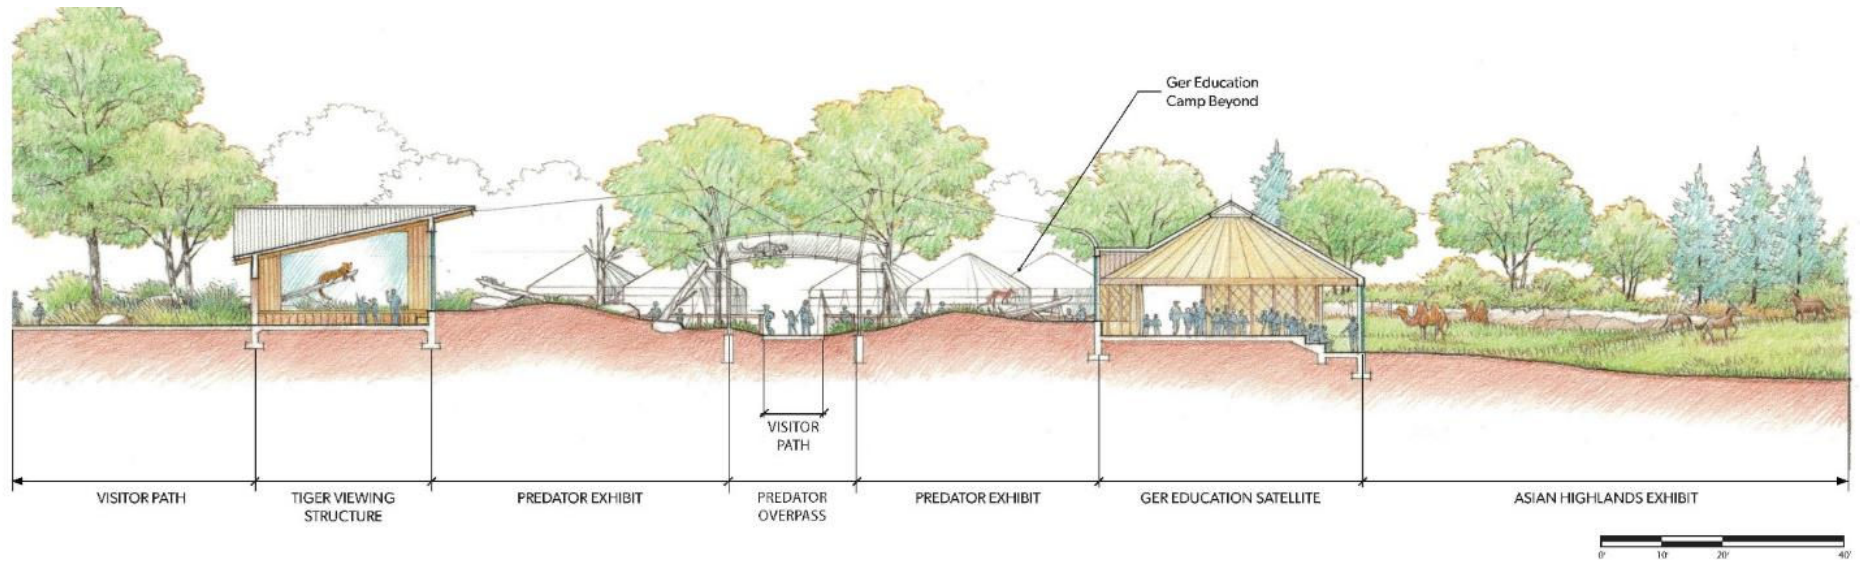 Ger Education
Camp Beyond
VISITOR
PATH
VISITOR PATH
TIGER VIEWING
STRUCTURE
PREDATOR EXHIBIT
PREDATOR
OVERPASS
PREDATOR EXHIBIT
GER EDUCATION SATELLITE
ASIAN HIGHLANDS EXHIBIT
0' 10' 20' 40'